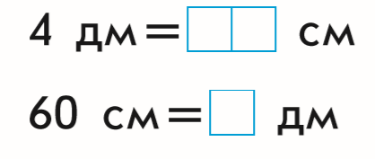 4 дм = см
60 см = дм